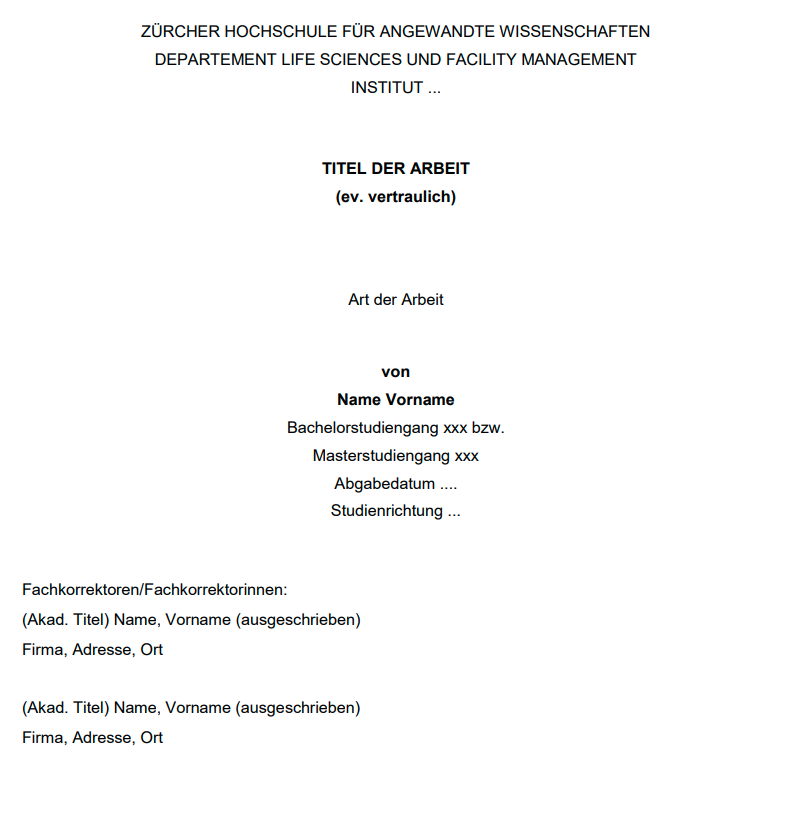 ZÜRCHER HOCHSCHULE FÜR ANGEWANDTE WISSENSCHAFTEN
DEPARTEMENT LIFE SCIENCES UND FACILITY MANAGEMENT
INSTITUT ...
TITEL DER ARBEIT
(ev. vertraulich)
Art der Arbeit
von
Name Vorname
Bachelorstudiengang xxx bzw.
Masterstudiengang xxx
Abgabedatum ....
Studienrichtung ...
Fachkorrektoren/Fachkorrektorinnen:
(Akad. Titel) Name, Vorname (ausgeschrieben)
Firma, Adresse, Ort
(Akad. Titel) Name, Vorname (ausgeschrieben)
Firma, Adresse, Ort